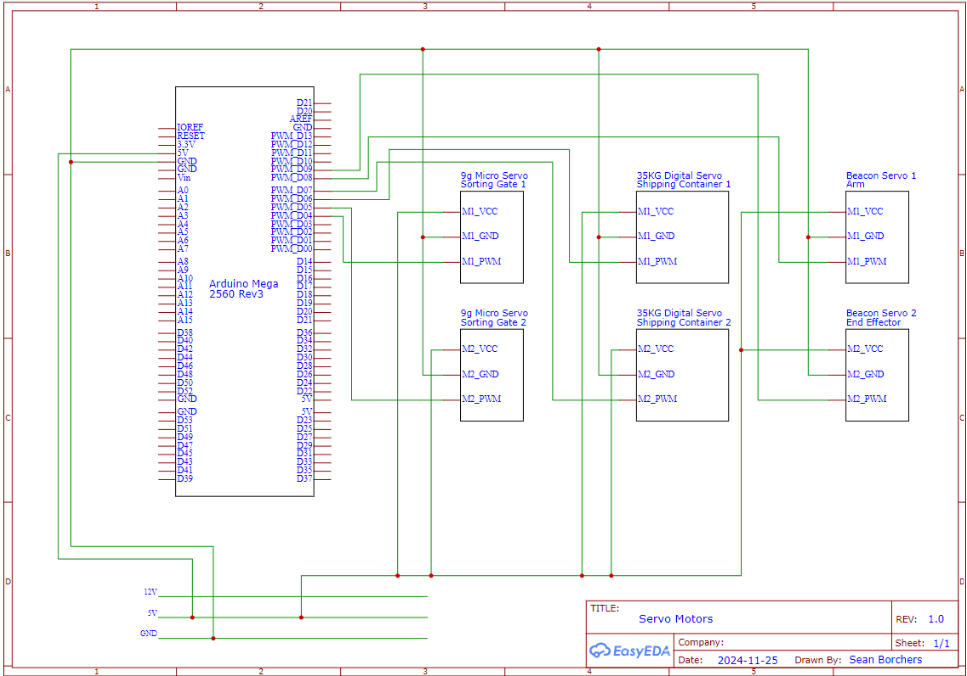 1 2 3 4 5
A A
B B
C C
D D
1 2 3 4 5
IOREF
RESET
3.3V
5V
GND
GND
Vin
A0
A1
A2
A3
A4
A5
A6
A7
A8
A9
A10
A11
A12
A13
A14
A15
D38
D40
D42
D44
D46
D48
D50
D52
GND
GND
D53
D51
D49
D47
D45
D43
D41
D39
Arduino Mega
2560 Rev3
D21
D20
AREF
GND
PWM_D13
PWM_D12
PWM_D11
PWM_D10
PWM_D09
PWM_D08
PWM_D07
PWM_D06
PWM_D05
PWM_D04
PWM_D03
PWM_D02
PWM_D01
PWM_D00
D14
D15
D16
D17
D18
D19
D20
D21
D36
D34
D32
D30
D28
D26
D24
D22
5V
5V
D23
D25
D27
D29
D31
D33
D35
D37
9g Micro Servo
Sorting Gate 1
M1_VCC
M1_GND
M1_PWM
35KG Digital Servo
Shipping Container 1
M1_VCC
M1_GND
M1_PWM
Beacon Servo 1
Arm
M1_VCC
M1_GND
M1_PWM
9g Micro Servo
Sorting Gate 2
M2_VCC
M2_GND
M2_PWM
35KG Digital Servo
Shipping Container 2
M2_VCC
M2_GND
M2_PWM
Beacon Servo 2
End Effector
M2_VCC
M2_GND
M2_PWM
12V
5V
GND
TITLE:
Servo Motors
REV: 1.0
EasyEDA
Company:
Sheet: 1/1
Date: 2024-11-25 Drawn By: Sean Borchers